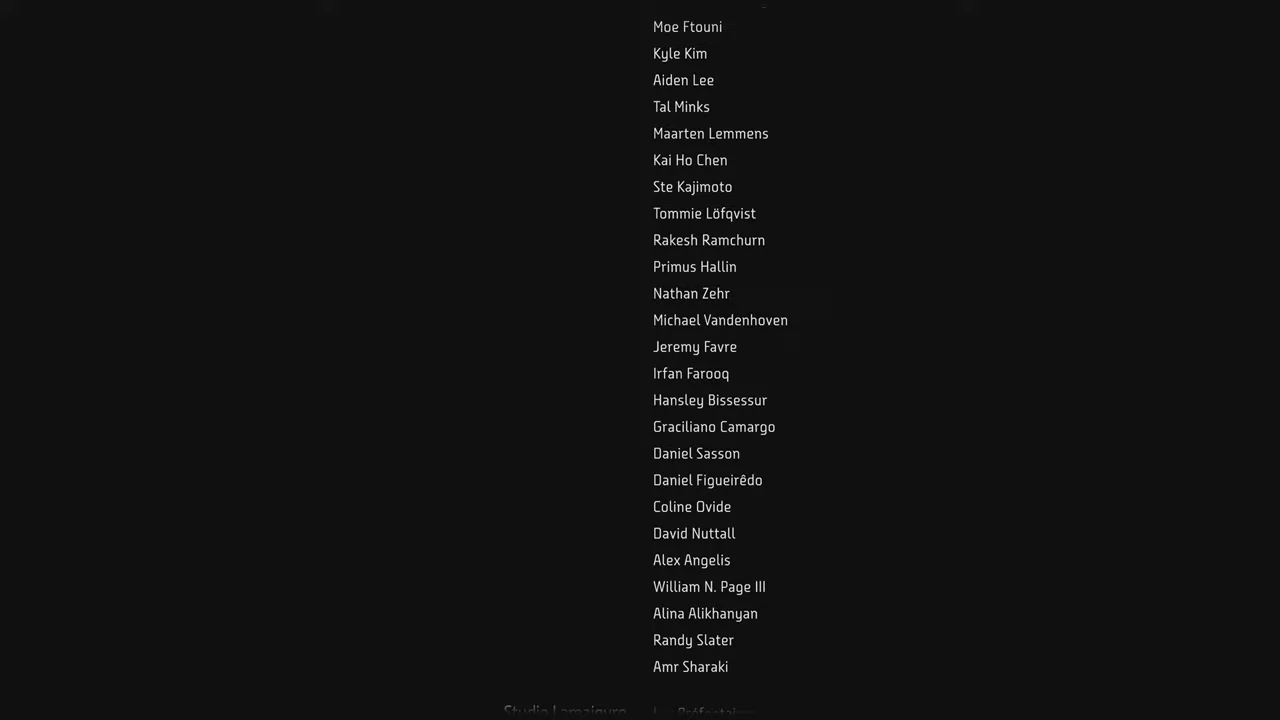 Moe Ftouni
Kyle Kim
Aiden Lee
Tal Minks
Maarten Lemmens
Kai Ho Chen
Ste Kajimoto
Tommie Löfqvist
Rakesh Ramchurn
Primus Hallin
Nathan Zehr
Michael Vandenhoven
Jeremy Favre
Irfan Farooq
Hansley Bissessur
Graciliano Camargo
Daniel Sasson
Daniel Figueirêdo
Coline Ovide
David Nuttall
Alex Angelis
William N. Page III
Alina Alikhanyan
Randy Slater
Amr Sharaki
Studio